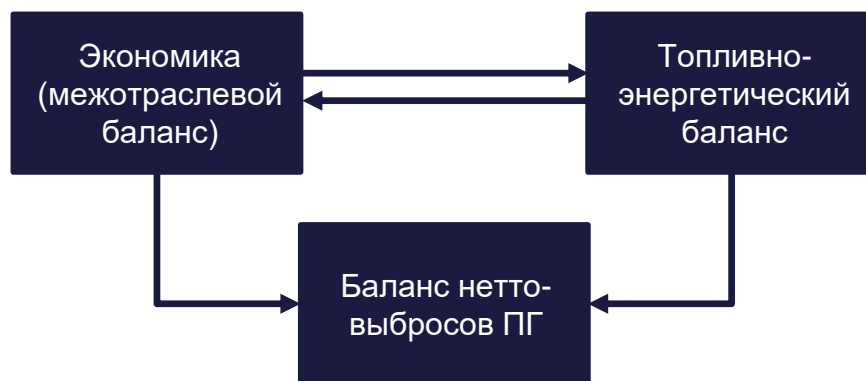 Экономика
(межотраслевой
баланс)
Топливно-
энергетический
баланс
Баланс нетто-
выбросов ПГ